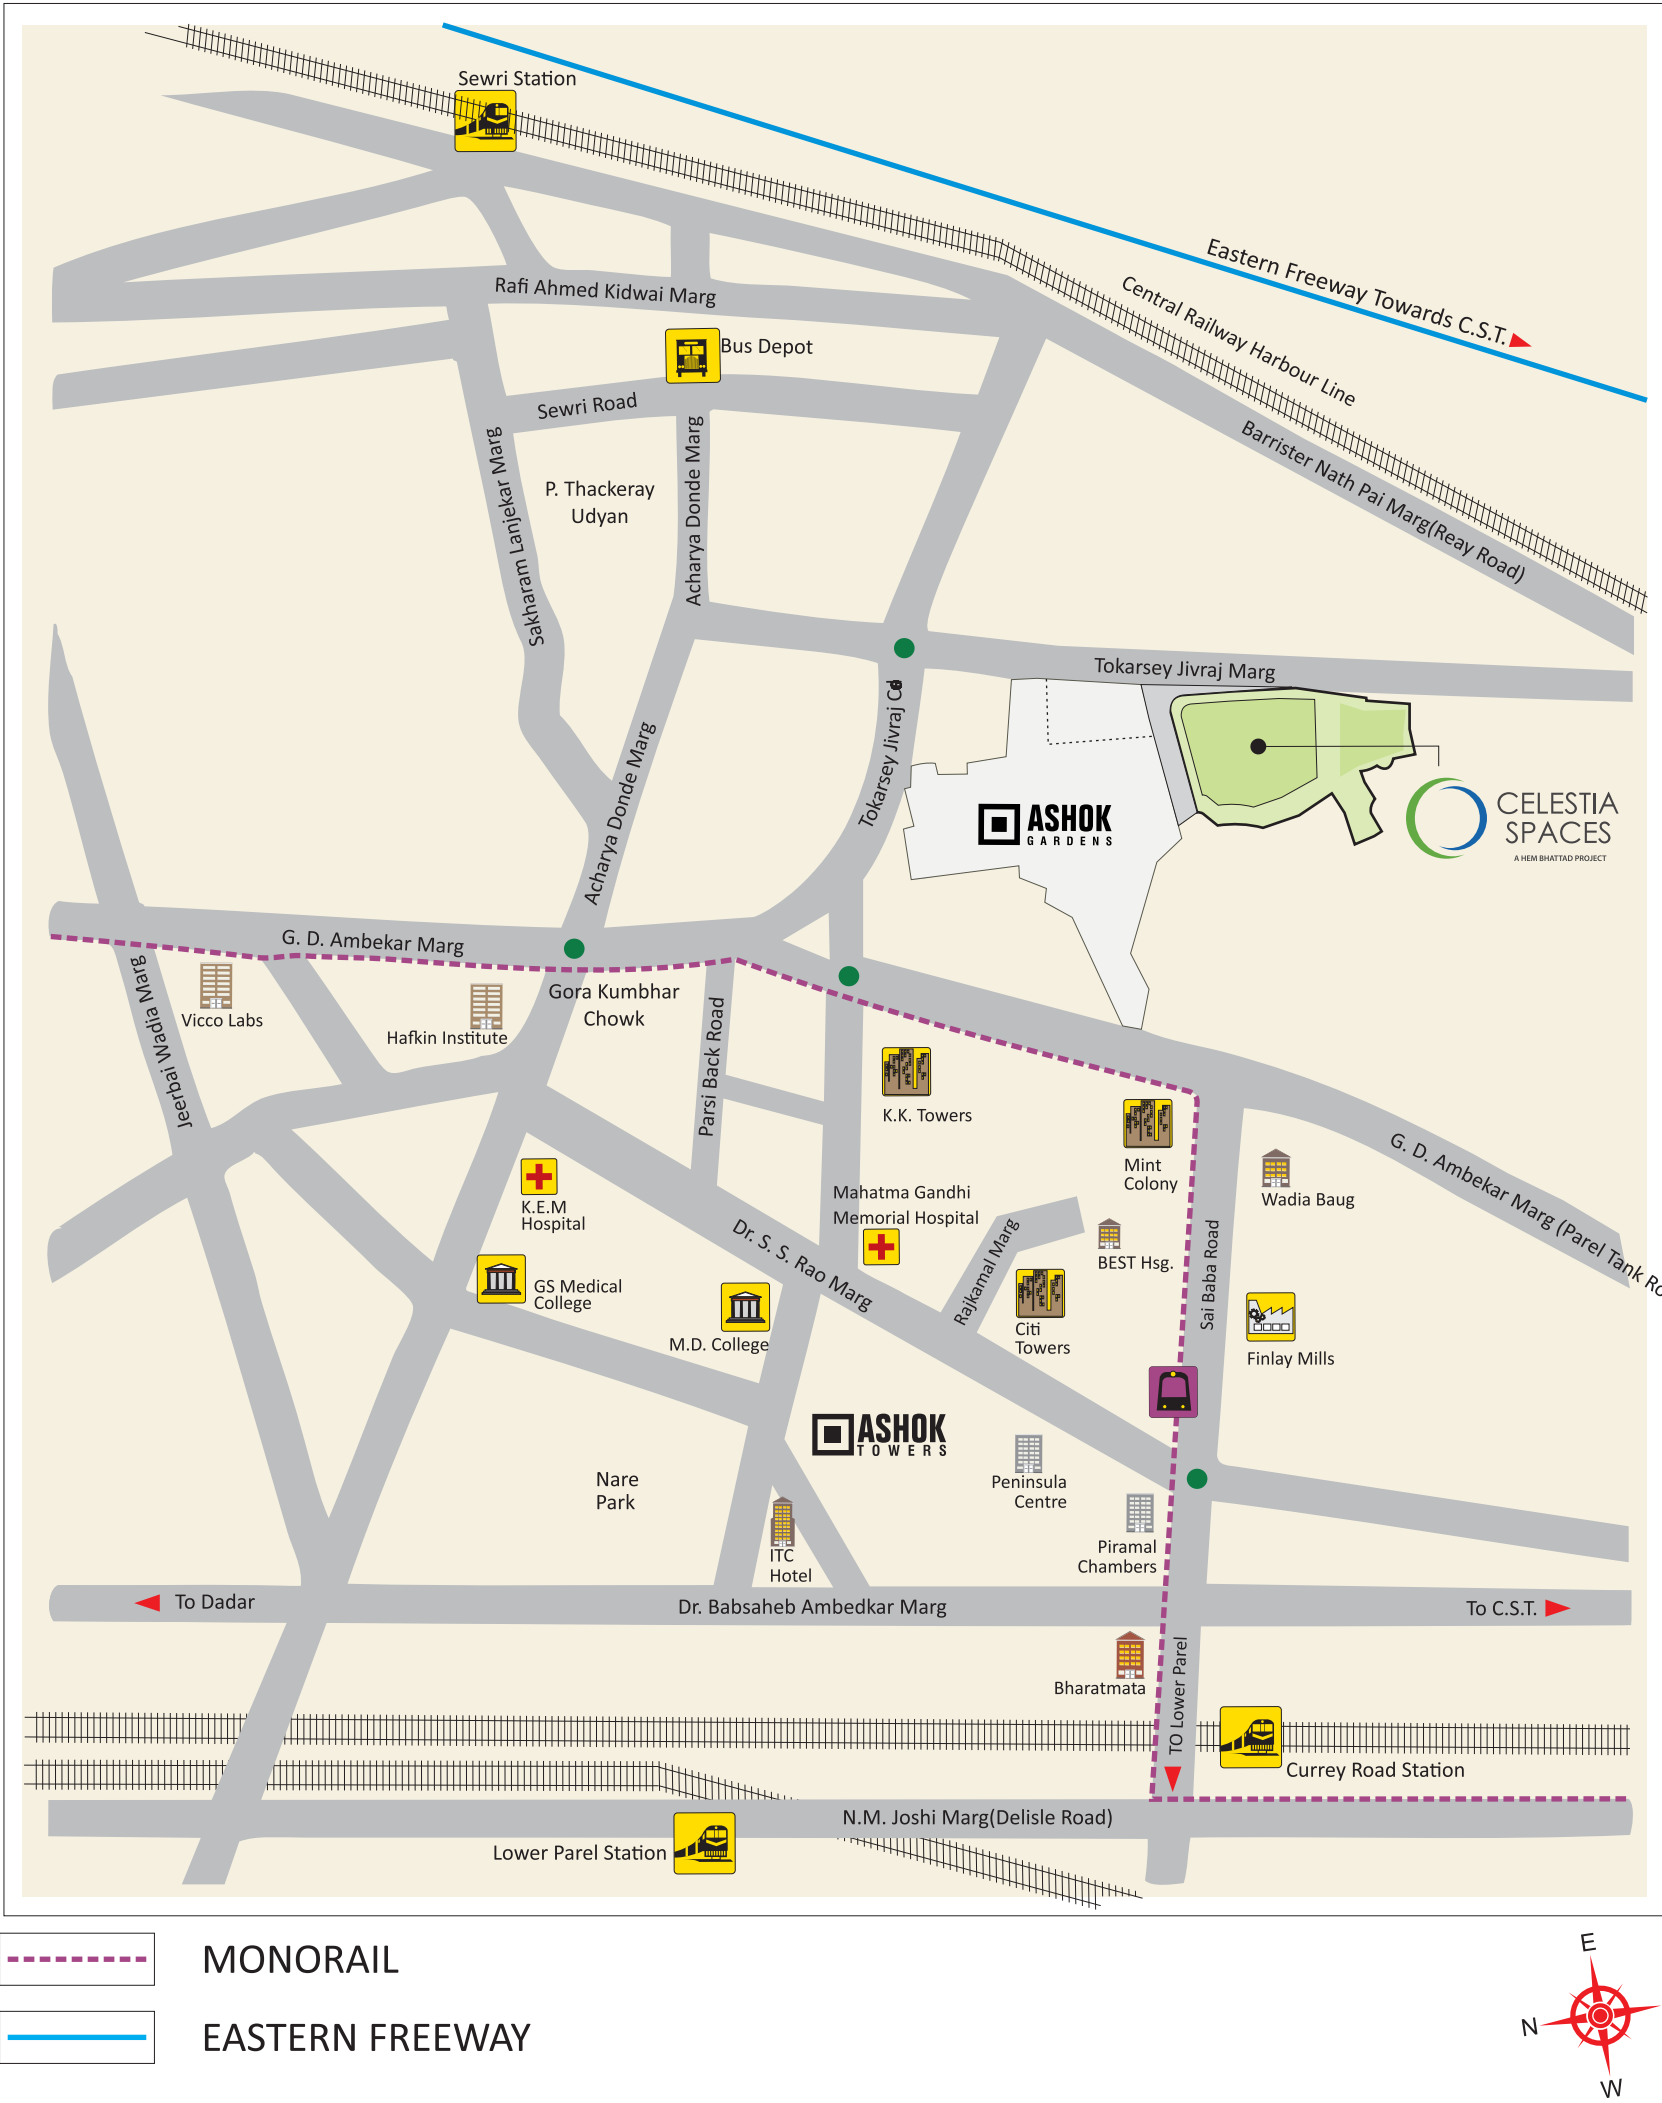 Sewri Station
Eastern Freeway Towards C.S.T.
Central Railway Harbour Line
Rafi Ahmed Kidwai Marg
Bus Depot
Sewri Road
Barrister Nath Pai Marg(Reay Road)
Sakharam Lanjekar Marg
P. Thackeray
Udyan
Acharya Donde Marg
Tokarsey Jivraj Marg
Tokarsey Jivraj
Acharya Donde Marg
ASHOK
GARDENS
CELESTIA
SPACES
A HEM BHATTAD PROJECT
G. D. Ambekar Marg
Jeerbai Wadia Marg
Vicco Labs
Hafkin Institute
Gora Kumbhar
Chowk
Parsi Back Road
K.K. Towers
Mint
Colony
G. D. Ambekar Marg (Parel Tank Ro
Wadia Baug
K.E.M
Hospital
Mahatma Gandhi
Memorial Hospital
Dr. S. S. Rao Marg
Rajkamal Marg
BEST Hsg.
Sai Baba Road
GS Medical
College
M.D. College
Citi
Towers
Finlay Mills
ASHOK
TOWERS
Nare
Park
Peninsula
Centre
ITC
Hotel
Piramal
Chambers
To Dadar
Dr. Babsaheb Ambedkar Marg
To C.S.T.
Bharatmata
TO Lower Parel
Currey Road Station
N.M. Joshi Marg(Delisle Road)
Lower Parel Station
MONORAIL
EASTERN FREEWAY
E
N
W